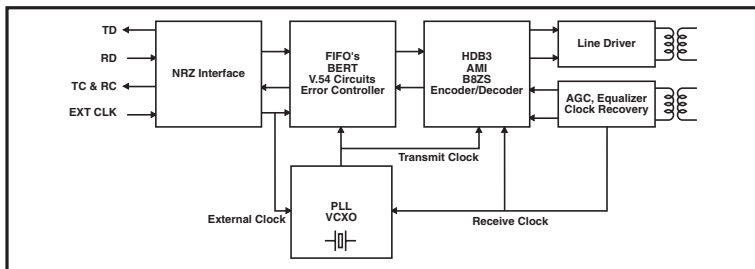 TD
RD
TC & RC
EXT CLK
NRZ Interface
FIFO's
BERT
V.54 Circuits
Error Controller
HDB3
AMI
B8ZS
Encoder/Decoder
Line Driver
AGC, Equalizer
Clock Recovery
Transmit Clock
External Clock
PLL
VCXO
Receive Clock